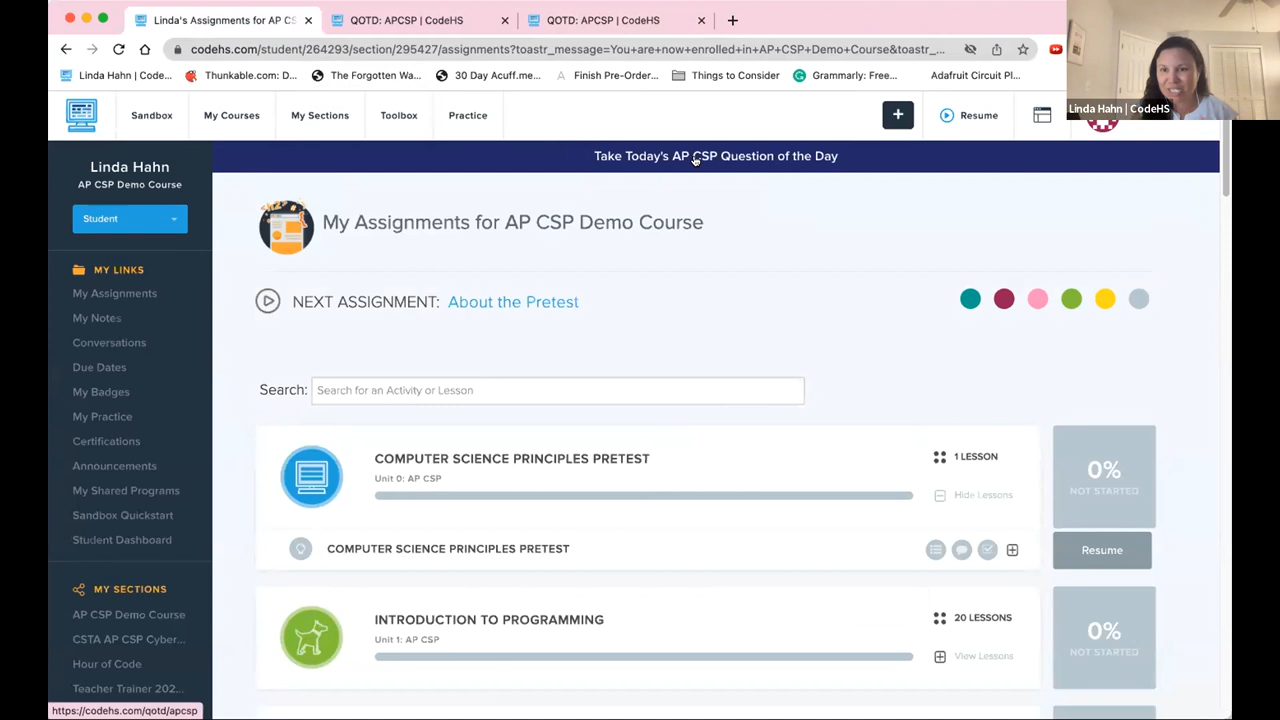 Linda's Assignments for AP CS
QOTD: APCSP | CodeHS
QOTD: APCSP | CodeHS
codehs.com/student/264293/section/295427/assignments?toastr_message=You+are+now+enrolled+in+AP+CSP+Demo+Course&toastr_...
Linda Hahn | Code...
Thunkable.com: D...
The Forgotten Wa...
30 Day Acuff.me...
Finish Pre-Order...
Things to Consider
Grammarly: Free...
Adafruit Circuit Pl...
Linda Hahn | CodeHS
Sandbox
My Courses
My Sections
Toolbox
Practice
Resume
Take Today's AP CSP Question of the Day
Linda Hahn
AP CSP Demo Course
Student
MY LINKS
My Assignments
My Notes
Conversations
Due Dates
My Badges
My Practice
Certifications
Announcements
My Shared Programs
Sandbox Quickstart
Student Dashboard
MY SECTIONS
AP CSP Demo Course
CSTA AP CSP Cyber...
Hour of Code
Teacher Trainer 202...
https://codehs.com/qotd/apcsp
My Assignments for AP CSP Demo Course
NEXT ASSIGNMENT: About the Pretest
Search: Search for an Activity or Lesson
COMPUTER SCIENCE PRINCIPLES PRETEST
Unit 0: AP CSP
1 LESSON
Hide Lessons
0%
NOT STARTED
COMPUTER SCIENCE PRINCIPLES PRETEST
Resume
INTRODUCTION TO PROGRAMMING
Unit 1: AP CSP
20 LESSONS
View Lessons
0%
NOT STARTED